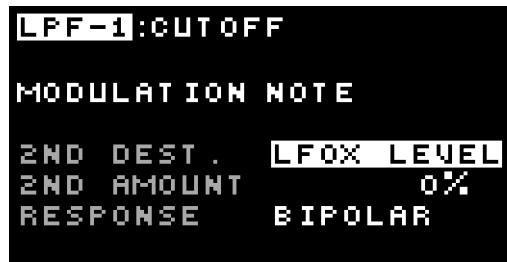 LPF-1:CUTOFF
MODULATION NOTE
2ND DEST. LFOX LEVEL
2ND AMOUNT 0%
RESPONSE BIPOLAR